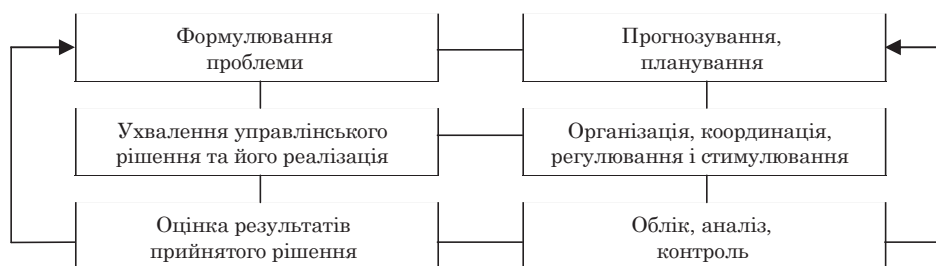 Формулювання
проблеми
Прогнозування,
планування
Ухвалення управлінського
рішення та його реалізація
Організація, координація,
регулювання і стимулювання
Оцінка результатів
прийнятого рішення
Облік, аналіз,
контроль